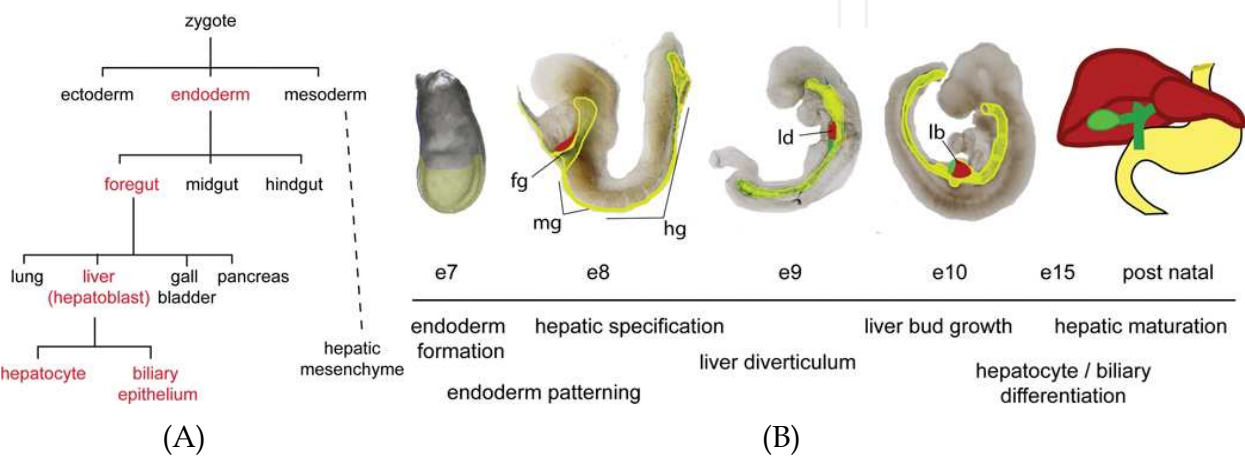 zygote
ectoderm endoderm mesoderm
foregut midgut hindgut
lung liver gall pancreas
(hepatoblast) bladder
hepatocyte biliary
epithelium
hepatic
mesenchyme
(A)
fg
mg
hg
ld
lb
e7 e8 e9 e10 e15 post natal
endoderm
formation
hepatic specification
liver bud growth
hepatic maturation
liver diverticulum
endoderm patterning
hepatocyte / biliary
differentiation
(B)